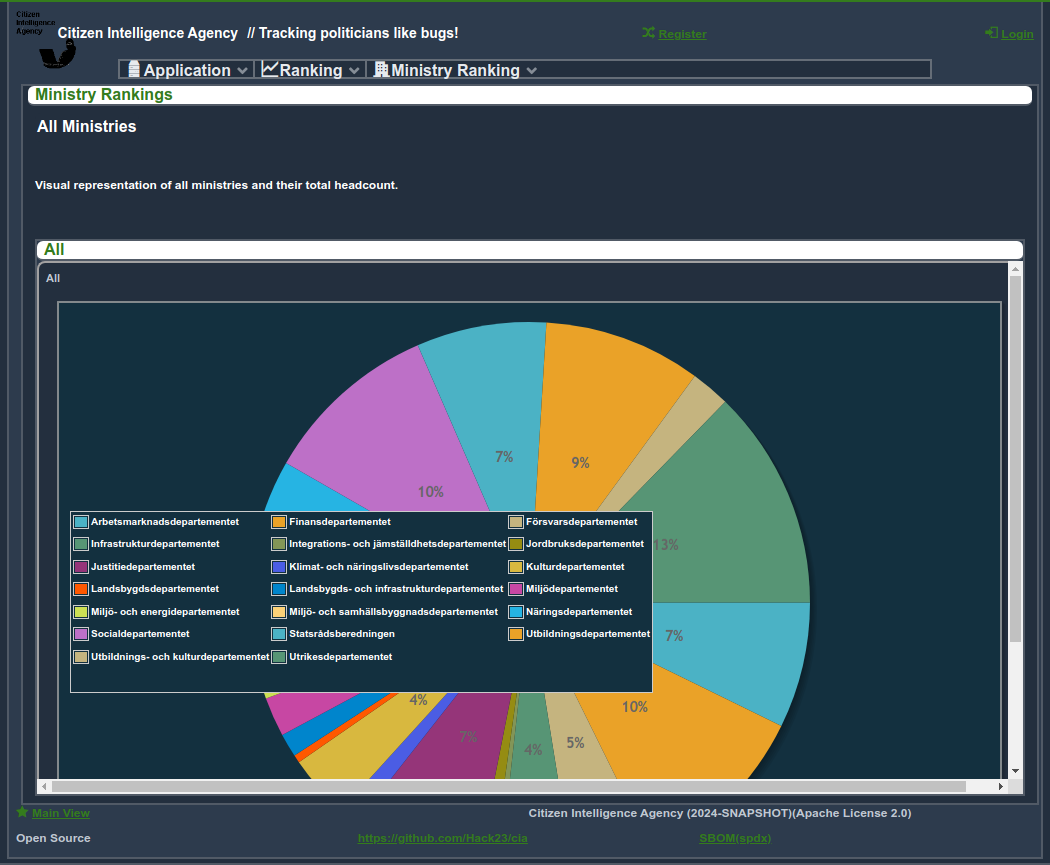 Citizen
Intelligence
Agency
Citizen Intelligence Agency // Tracking politicians like bugs!
Register
Login
Application
Ranking
Ministry Ranking
Ministry Rankings
All Ministries
Visual representation of all ministries and their total headcount.
All
All
7%
9%
10%
13%
Arbetsmarknadsdepartementet
Finansdepartementet
Försvarsdepartementet
Infrastrukturdepartementet
Integrations- och jämställdhetsdepartementet
Jordbruksdepartementet
Justitiedepartementet
Klimat- och näringslivsdepartementet
Kulturdepartementet
Landsbygdsdepartementet
Landsbygds- och infrastrukturdepartementet
Miljödepartementet
Miljö- och energidepartementet
Miljö- och samhällsbyggnadsdepartementet
Näringsdepartementet
Socialdepartementet
Statsrådsberedningen
Utbildningsdepartementet
Utbildnings- och kulturdepartementet
Utrikesdepartementet
7%
4%
10%
7%
4%
5%
Main View
Citizen Intelligence Agency (2024-SNAPSHOT)(Apache License 2.0)
Open Source
https://github.com/Hack23/cia
SBOM(spdx)